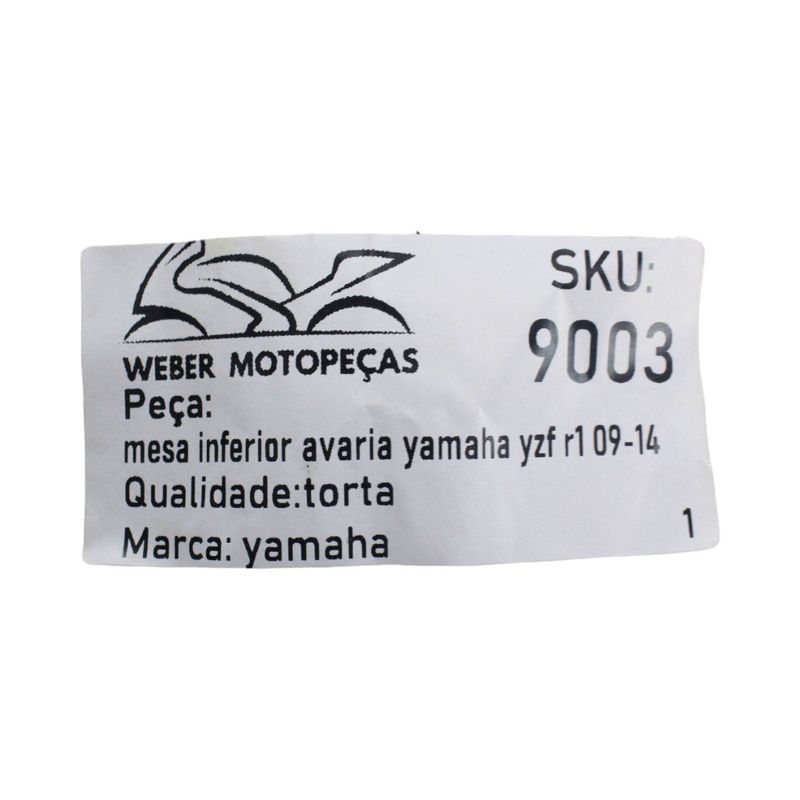 SKU:
9003
WEBER MOTOPEÇAS
Peça:
mesa inferior avaria yamaha yzf r1 09-14
Qualidade:torta
Marca: yamaha
1